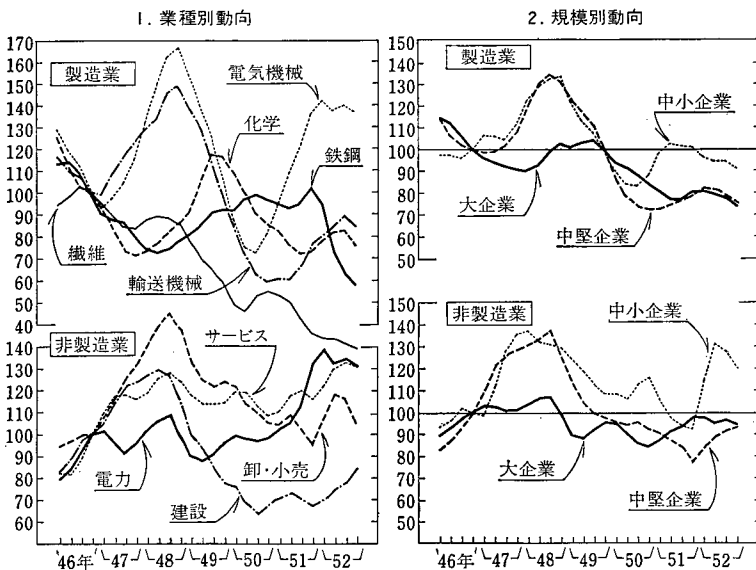 1. 業種別動向
170
160
150
140
130
120
110
100
90
80
70
60
50
40
製造業
電気機械
化学
鉄鋼
繊維
輸送機械
140
130
120
110
100
90
80
70
60
50
非製造業
サービス
電力
卸・小売
建設
46年
47
48
49
50
51
52
2. 規模別動向
150
140
130
120
110
100
90
80
70
60
50
製造業
中小企業
大企業
中堅企業
150
140
130
120
110
100
90
80
70
60
50
40
非製造業
中小企業
大企業
中堅企業
46年
47
48
49
50
51
52